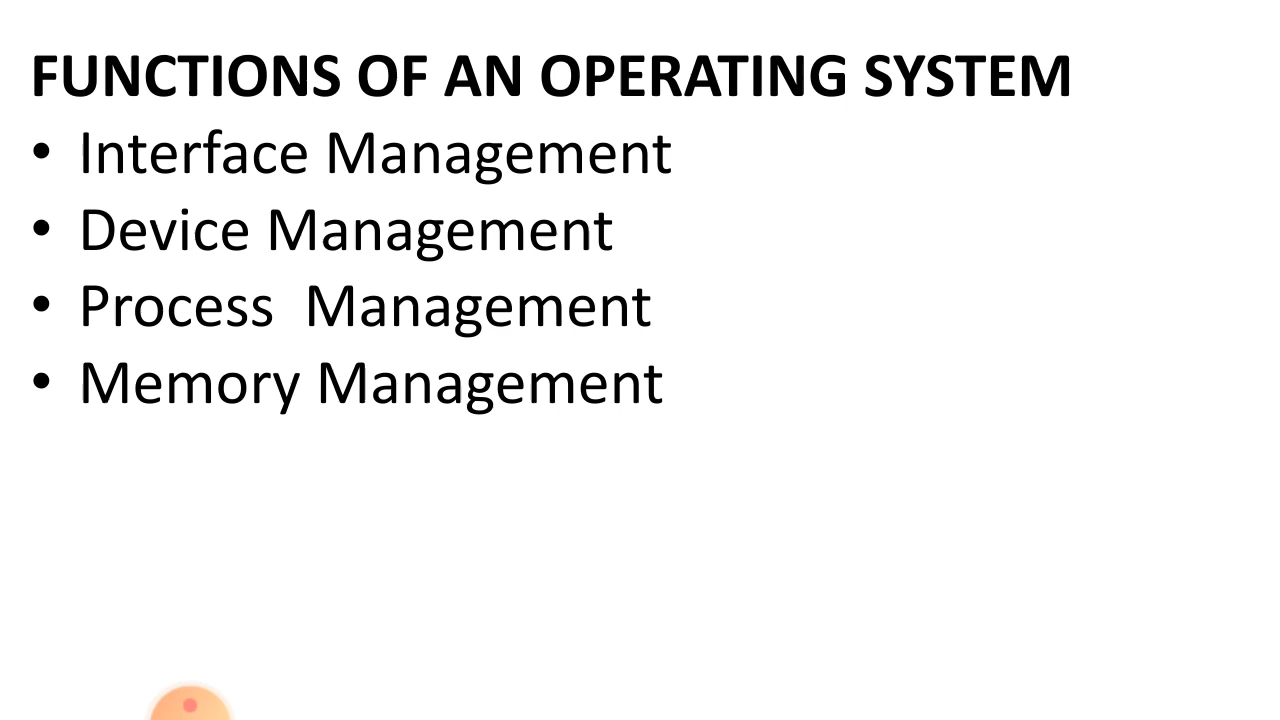 FUNCTIONS OF AN OPERATING SYSTEM
• Interface Management
• Device Management
• Process  Management
• Memory Management